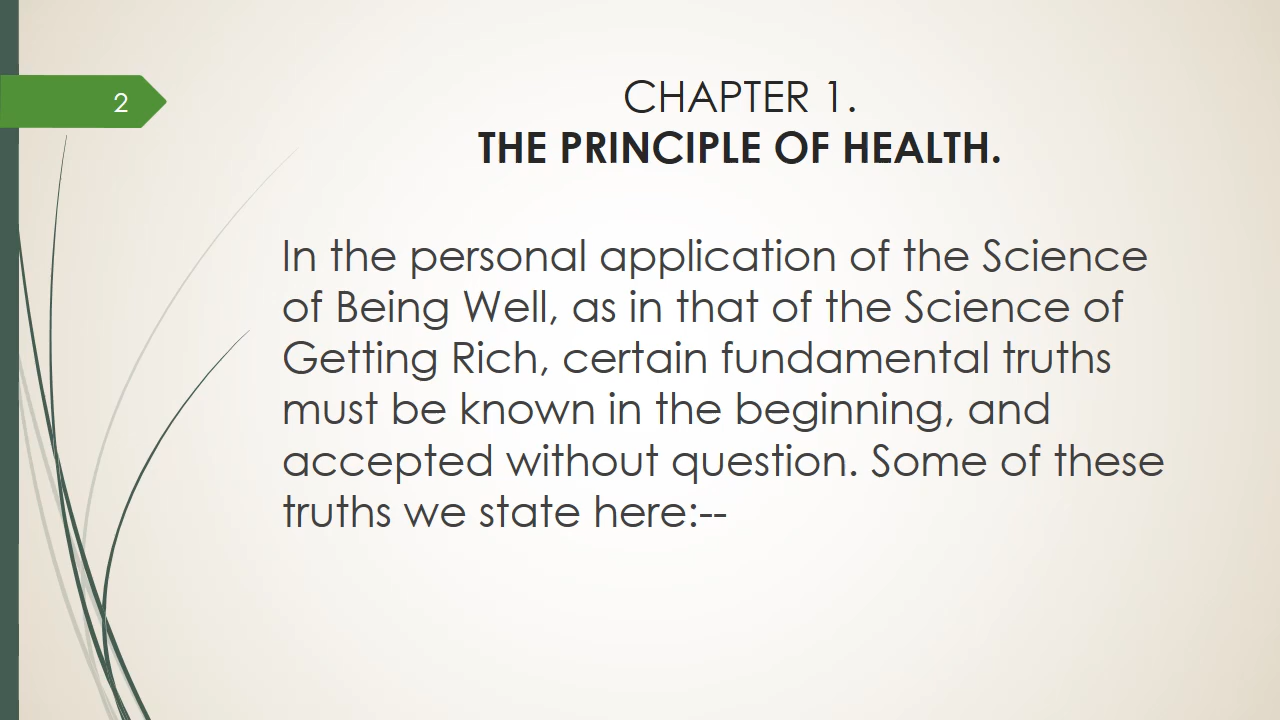 2
CHAPTER 1.
THE PRINCIPLE OF HEALTH.
In the personal application of the Science
of Being Well, as in that of the Science of
Getting Rich, certain fundamental truths
must be known in the beginning, and
accepted without question. Some of these
truths we state here:--